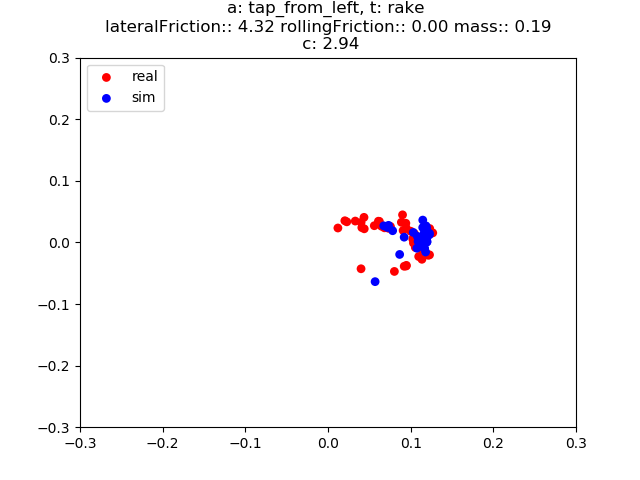 a: tap_from_left, t: rake
lateralFriction:: 4.32 rollingFriction:: 0.00 mass:: 0.19
c: 2.94
real
sim
0.3
0.2
0.1
0.0
−0.1
−0.2
−0.3
−0.3 −0.2 −0.1 0.0 0.1 0.2 0.3